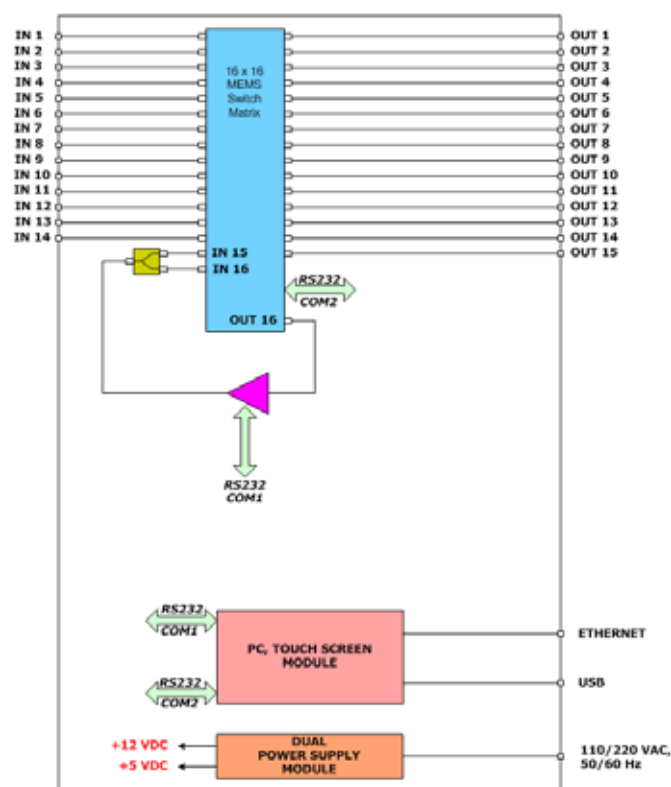 IN 1
IN 2
IN 3
IN 4
IN 5
IN 6
IN 7
IN 8
IN 9
IN 10
IN 11
IN 12
IN 13
IN 14
16 x 16
MEMS
Switch
Matrix
OUT 1
OUT 2
OUT 3
OUT 4
OUT 5
OUT 6
OUT 7
OUT 8
OUT 9
OUT 10
OUT 11
OUT 12
OUT 13
OUT 14
OUT 15
IN 15
IN 16
RS232
COM2
OUT 16
RS232
COM1
RS232
COM1
RS232
COM2
PC, TOUCH SCREEN
MODULE
ETHERNET
USB
+12 VDC
+5 VDC
DUAL
POWER SUPPLY
MODULE
110/220 VAC,
50/60 Hz